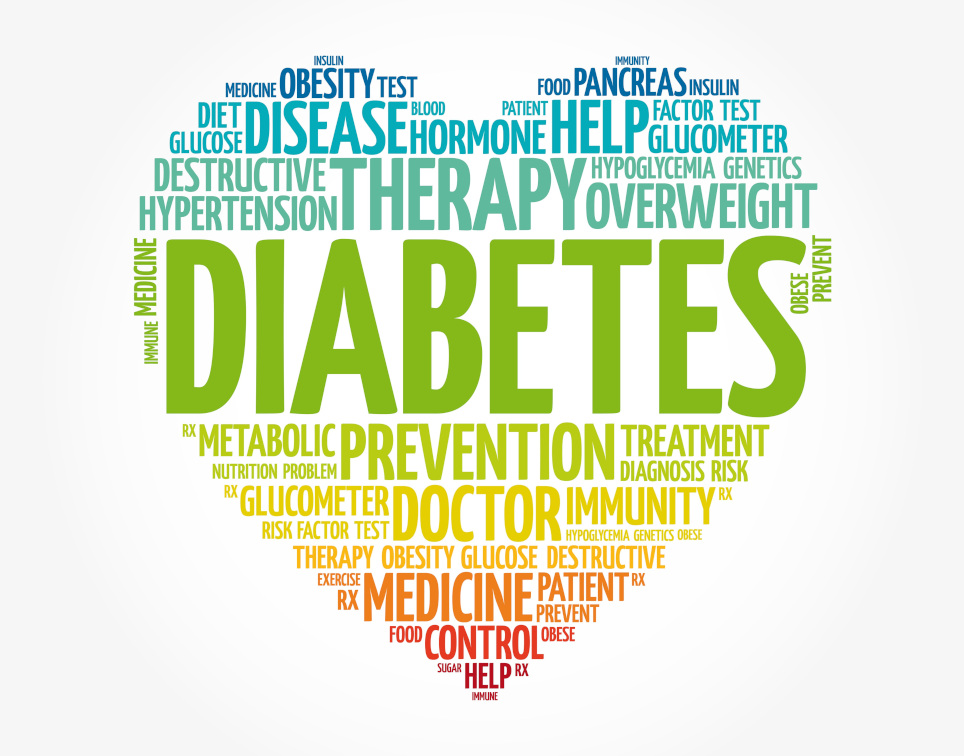 INSULIN
MEDICINE OBESITY TEST
IMMUNITY
FOOD PANCREAS INSULIN
DIET
GLUCOSE
DISEASE
BLOOD
HORMONE
PATIENT
HELP
FACTOR TEST
GLUCOMETER
DESTRUCTIVE
HYPERTENSION
THERAPY
HYPOGLYCEMIA GENETICS
OVERWEIGHT
IMMUNE MEDICINE
DIABETES
OBESE
PREVENT
RX METABOLIC
NUTRITION PROBLEM
PREVENTION
TREATMENT
DIAGNOSIS RISK
RX GLUCOMETER
RISK FACTOR TEST
DOCTOR
IMMUNITY RX
HYPOGLYCEMIA GENETICS OBESE
THERAPY OBESITY GLUCOSE DESTRUCTIVE
EXERCISE
RX
MEDICINE
PATIENT RX
PREVENT
FOOD CONTROL OBESE
SUGAR HELP RX
IMMUNE